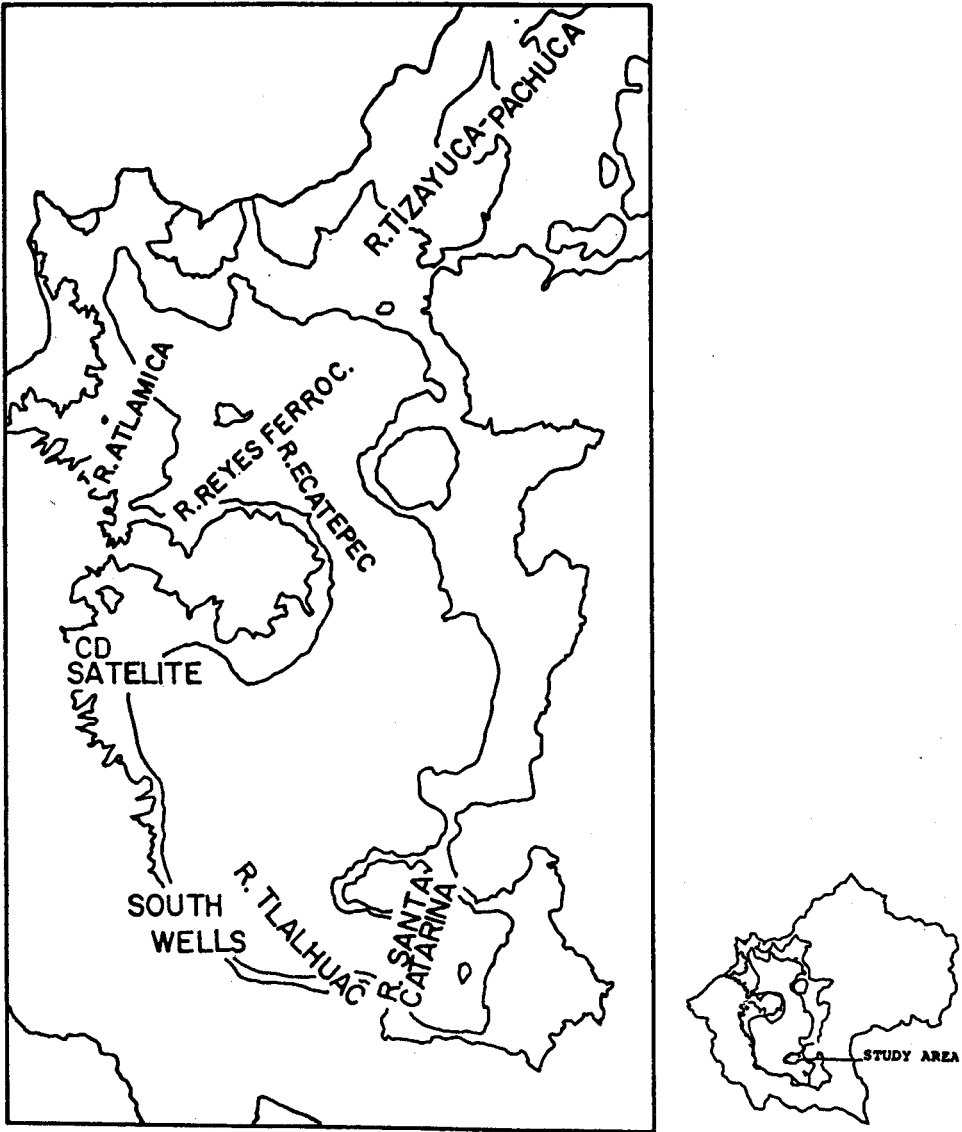 R.TIZAYUCA-PACHUCA
R. ATLAMICA
R.REYES FERROC.
R.ECATEPEC
CD
SATELITE
SOUTH
WELLS
R. TLALHUAC
R. SANTA
CATARINA
STUDY AREA